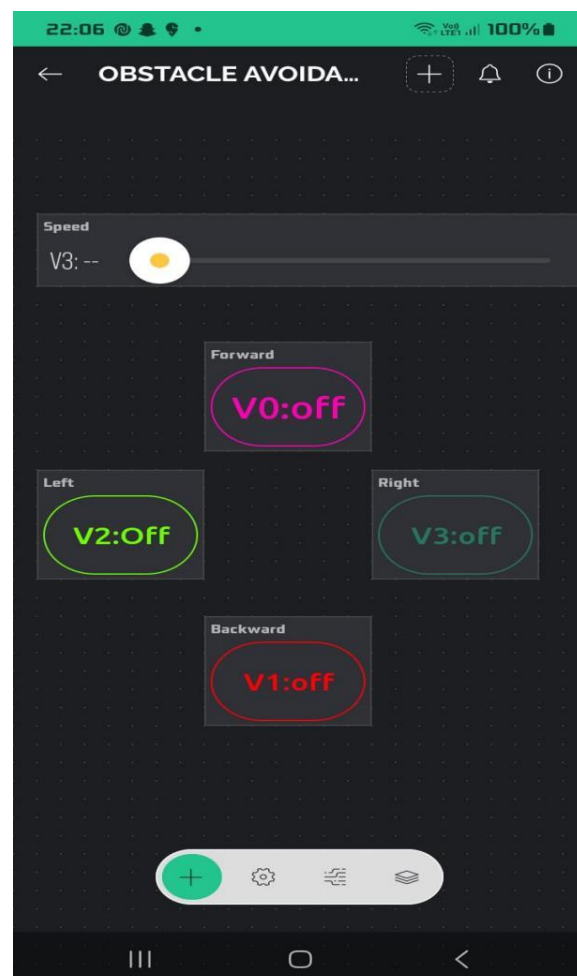 22:06 100%
OBSTACLE AVOIDA...
Speed
V3: --
Forward
V0:off
Left
Right
V2:Off
V3:off
Backward
V1:off